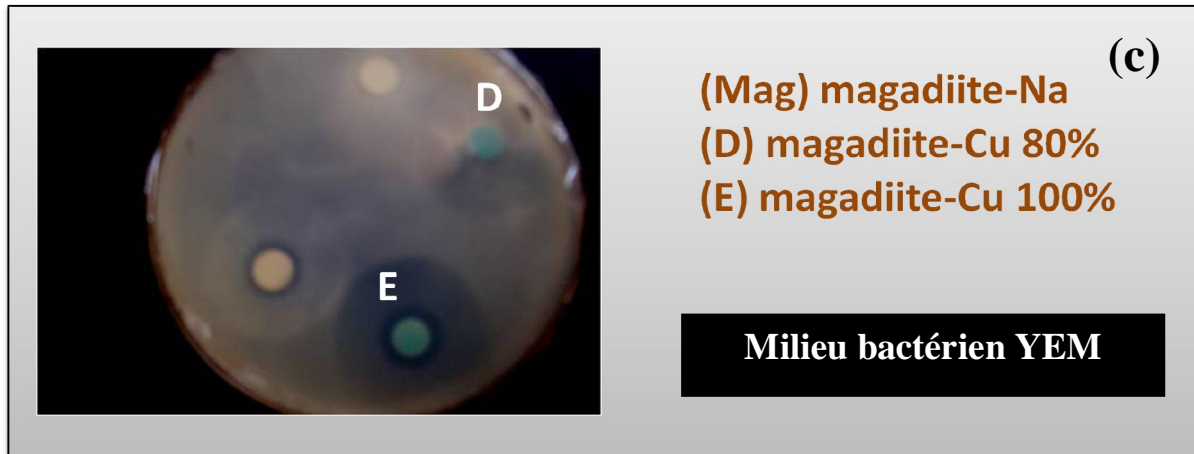 (c)
(Mag) magadiite-Na
(D) magadiite-Cu 80%
(E) magadiite-Cu 100%
D
E
Milieu bactérien YEM